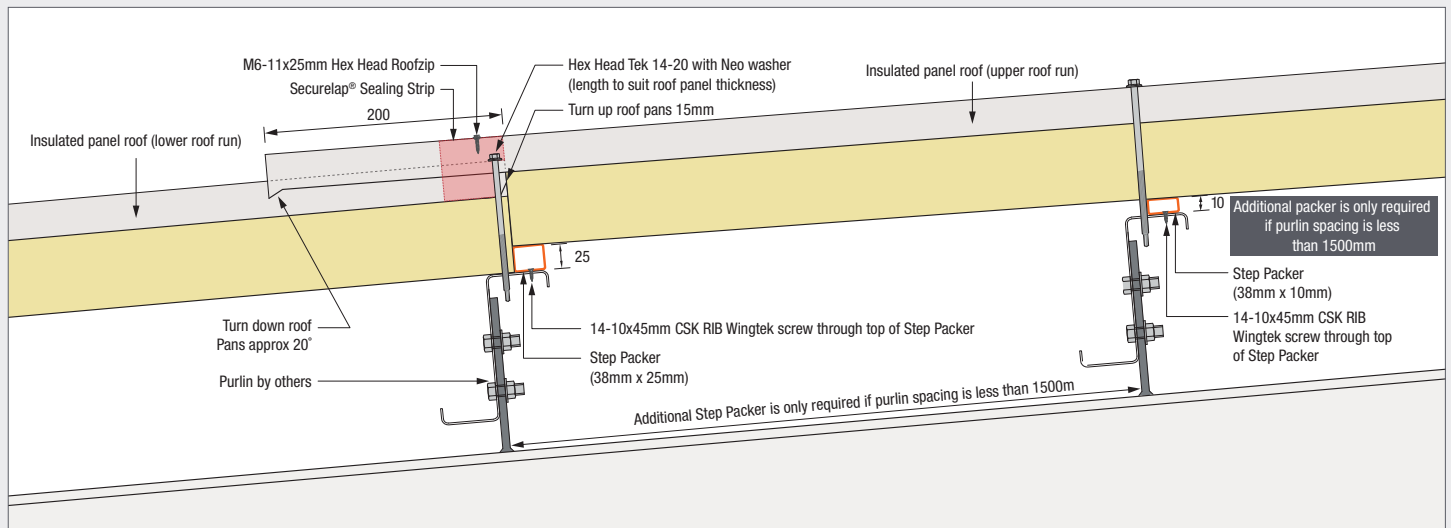 M6-11x25mm Hex Head Roofzip
Securelap® Sealing Strip
200
Hex Head Tek 14-20 with Neo washer
(length to suit roof panel thickness)
Turn up roof pans 15mm
Insulated panel roof (upper roof run)
Insulated panel roof (lower roof run)
10
Additional packer is only required
if purlin spacing is less
than 1500mm
25
Step Packer
(38mm x 10mm)
14-10x45mm CSK RIB
Wingtek screw through top
of Step Packer
Turn down roof
Pans approx 20°
14-10x45mm CSK RIB Wingtek screw through top of Step Packer
Step Packer
(38mm x 25mm)
Purlin by others
Additional Step Packer is only required if purlin spacing is less than 1500m